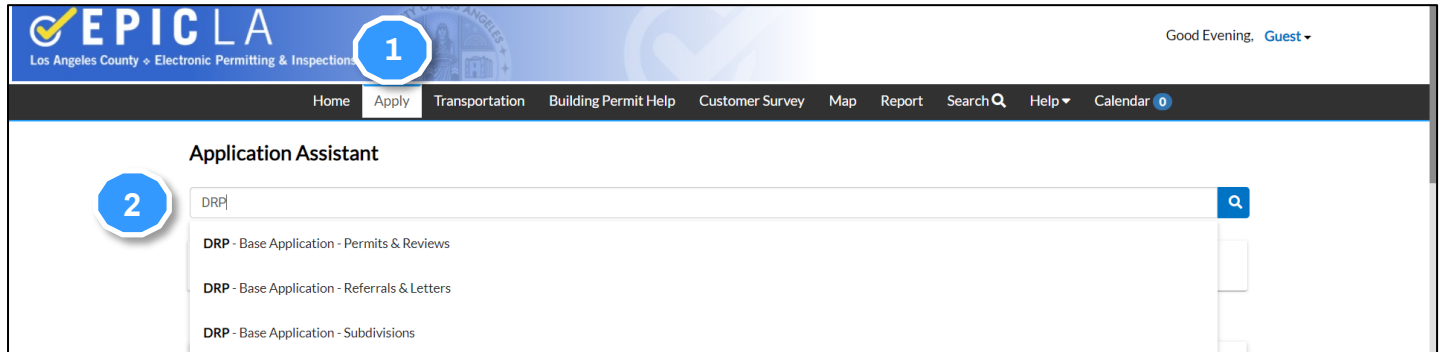 EPICLA
Los Angeles County ⬥ Electronic Permitting & Inspections
1
Good Evening, Guest
Home Apply Transportation Building Permit Help Customer Survey Map Report Search Help Calendar 0
Application Assistant
2
DRP
DRP - Base Application - Permits & Reviews
DRP - Base Application - Referrals & Letters
DRP - Base Application - Subdivisions